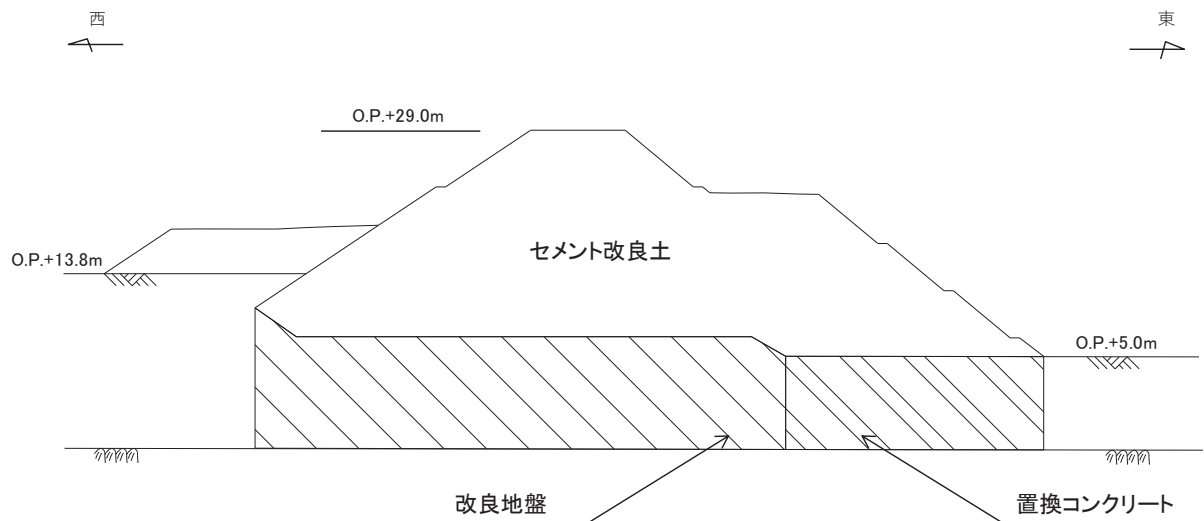 西
東
O.P.+29.0m
セメント改良土
O.P.+13.8m
O.P.+5.0m
改良地盤
置換コンクリート